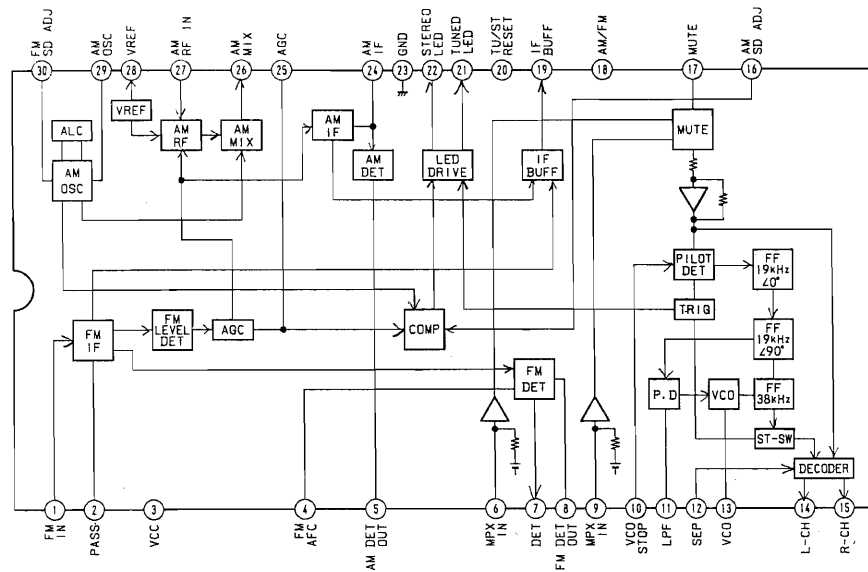 FM
SD ADJ
AM
OSC
VREF
AM
RF IN
AM
MIX
AGC
AM
IF
GND
STEREO
LED
TUNED
LED
TU/ST
RESET
IF
BUFF
AM/FM
MUTE
AM
SD ADJ
30
29
28
27
26
25
24
23
22
21
20
19
18
17
16
VREF
ALC
AM
RF
AM
MIX
AM
IF
MUTE
AM
OSC
AM
DET
LED
DRIVE
IF
BUFF
PILOT
DET
FF
19kHz
∠0°
TRIG
FM
IF
FM
LEVEL
DET
AGC
COMP
FF
19kHz
∠90°
FM
DET
P.D
VCO
FF
38kHz
ST-SW
DECODER
1
2
3
4
5
6
7
8
9
10
11
12
13
14
15
FM
IN
PASS
VCC
FM
AFC
AM DET
OUT
MPX
IN
DET
FM DET
OUT
MPX
IN
VCO
STOP
LPF
SEP
VCO
L-CH
R-CH